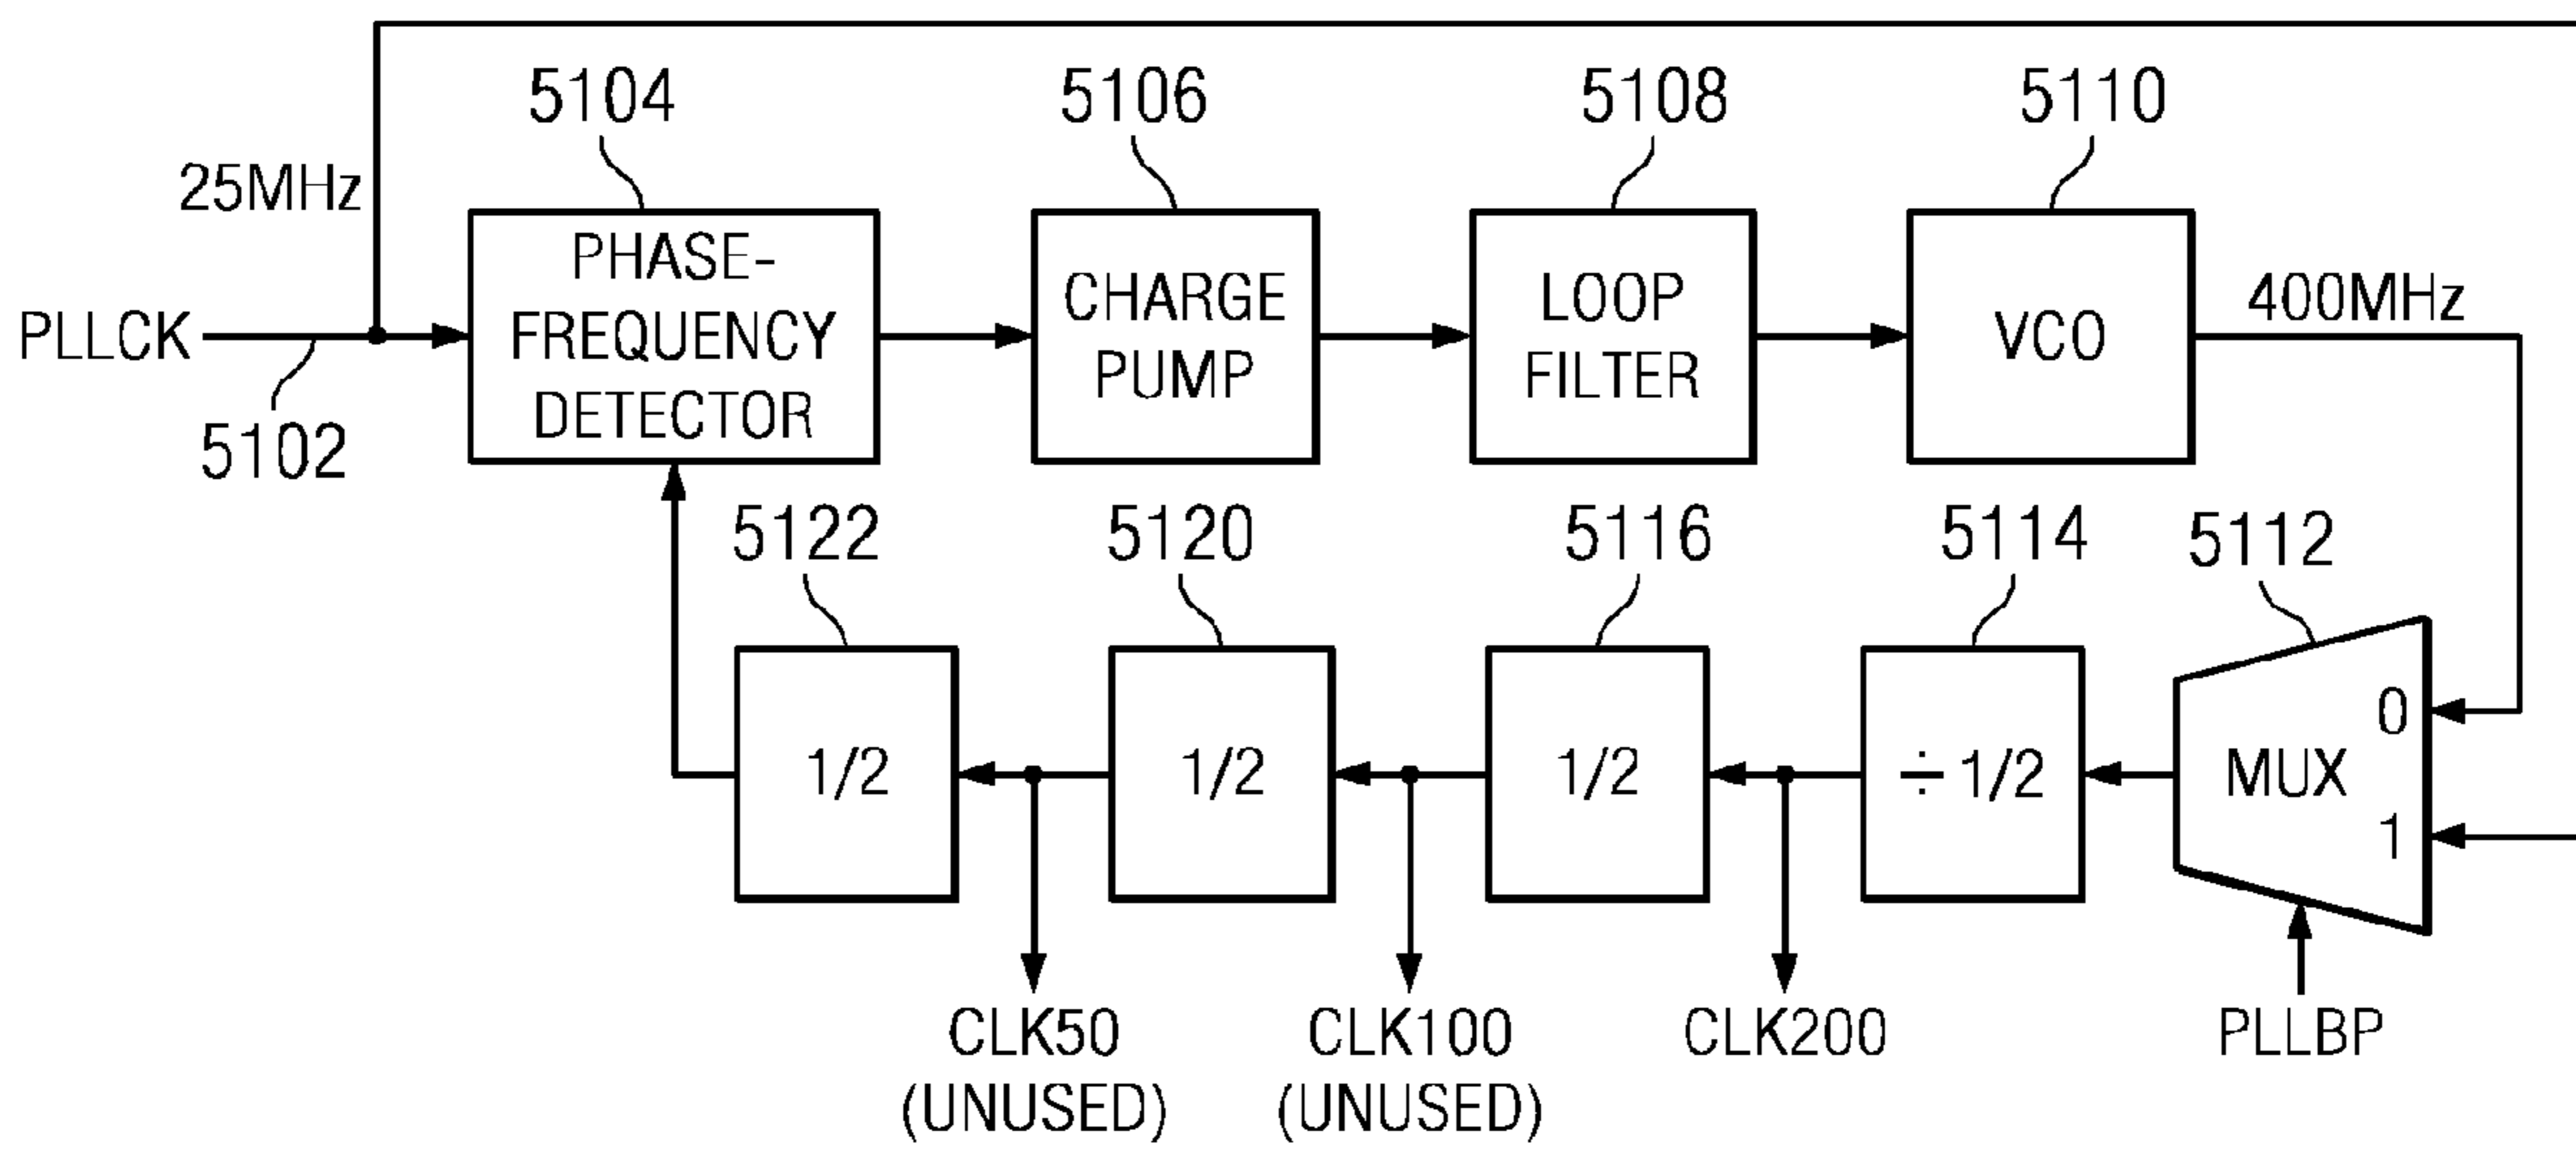 5104
5106
5108
5110
25MHz
PHASE-
FREQUENCY
DETECTOR
CHARGE
PUMP
LOOP
FILTER
VCO
400MHz
PLLCK
5102
5122
5120
5116
5114
5112
1/2
1/2
1/2
÷ 1/2
MUX
0
1
CLK50
(UNUSED)
CLK100
(UNUSED)
CLK200
PLLBP